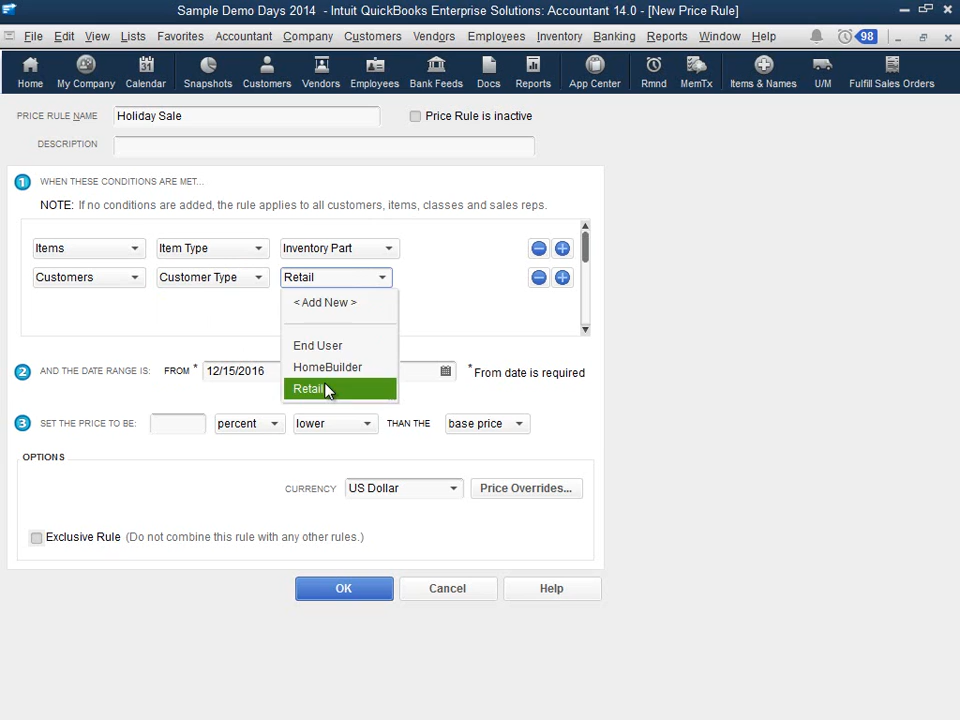 Sample Demo Days 2014 - Intuit QuickBooks Enterprise Solutions: Accountant 14.0 - [New Price Rule]
File Edit View Lists Favorites Accountant Company Customers Vendors Employees Inventory Banking Reports Window Help 98
Home My Company Calendar Snapshots Customers Vendors Employees Bank Feeds Docs Reports App Center Rmnd MemTx Items & Names U/M Fulfill Sales Orders
PRICE RULE NAME Holiday Sale Price Rule is inactive
DESCRIPTION
1 WHEN THESE CONDITIONS ARE MET...
NOTE: If no conditions are added, the rule applies to all customers, items, classes and sales reps.
Items Item Type Inventory Part
Customers Customer Type Retail
< Add New >
End User
HomeBuilder
Retail
2 AND THE DATE RANGE IS: FROM * 12/15/2016 * From date is required
3 SET THE PRICE TO BE: percent lower THAN THE base price
OPTIONS
CURRENCY US Dollar Price Overrides...
Exclusive Rule (Do not combine this rule with any other rules.)
OK Cancel Help